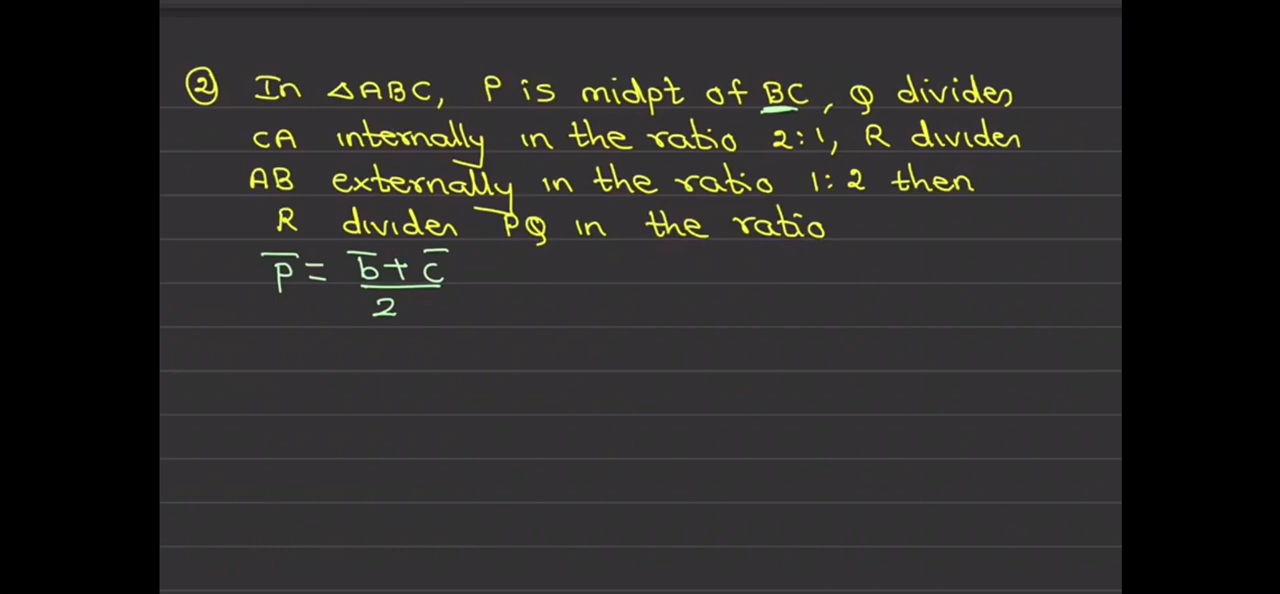 ② In △ABC, P is midpt of BC, Q divides
CA internally in the ratio 2:1, R divides
AB externally in the ratio 1:2 then
R divides PQ in the ratio
p̅ = b̅ + c̅
2